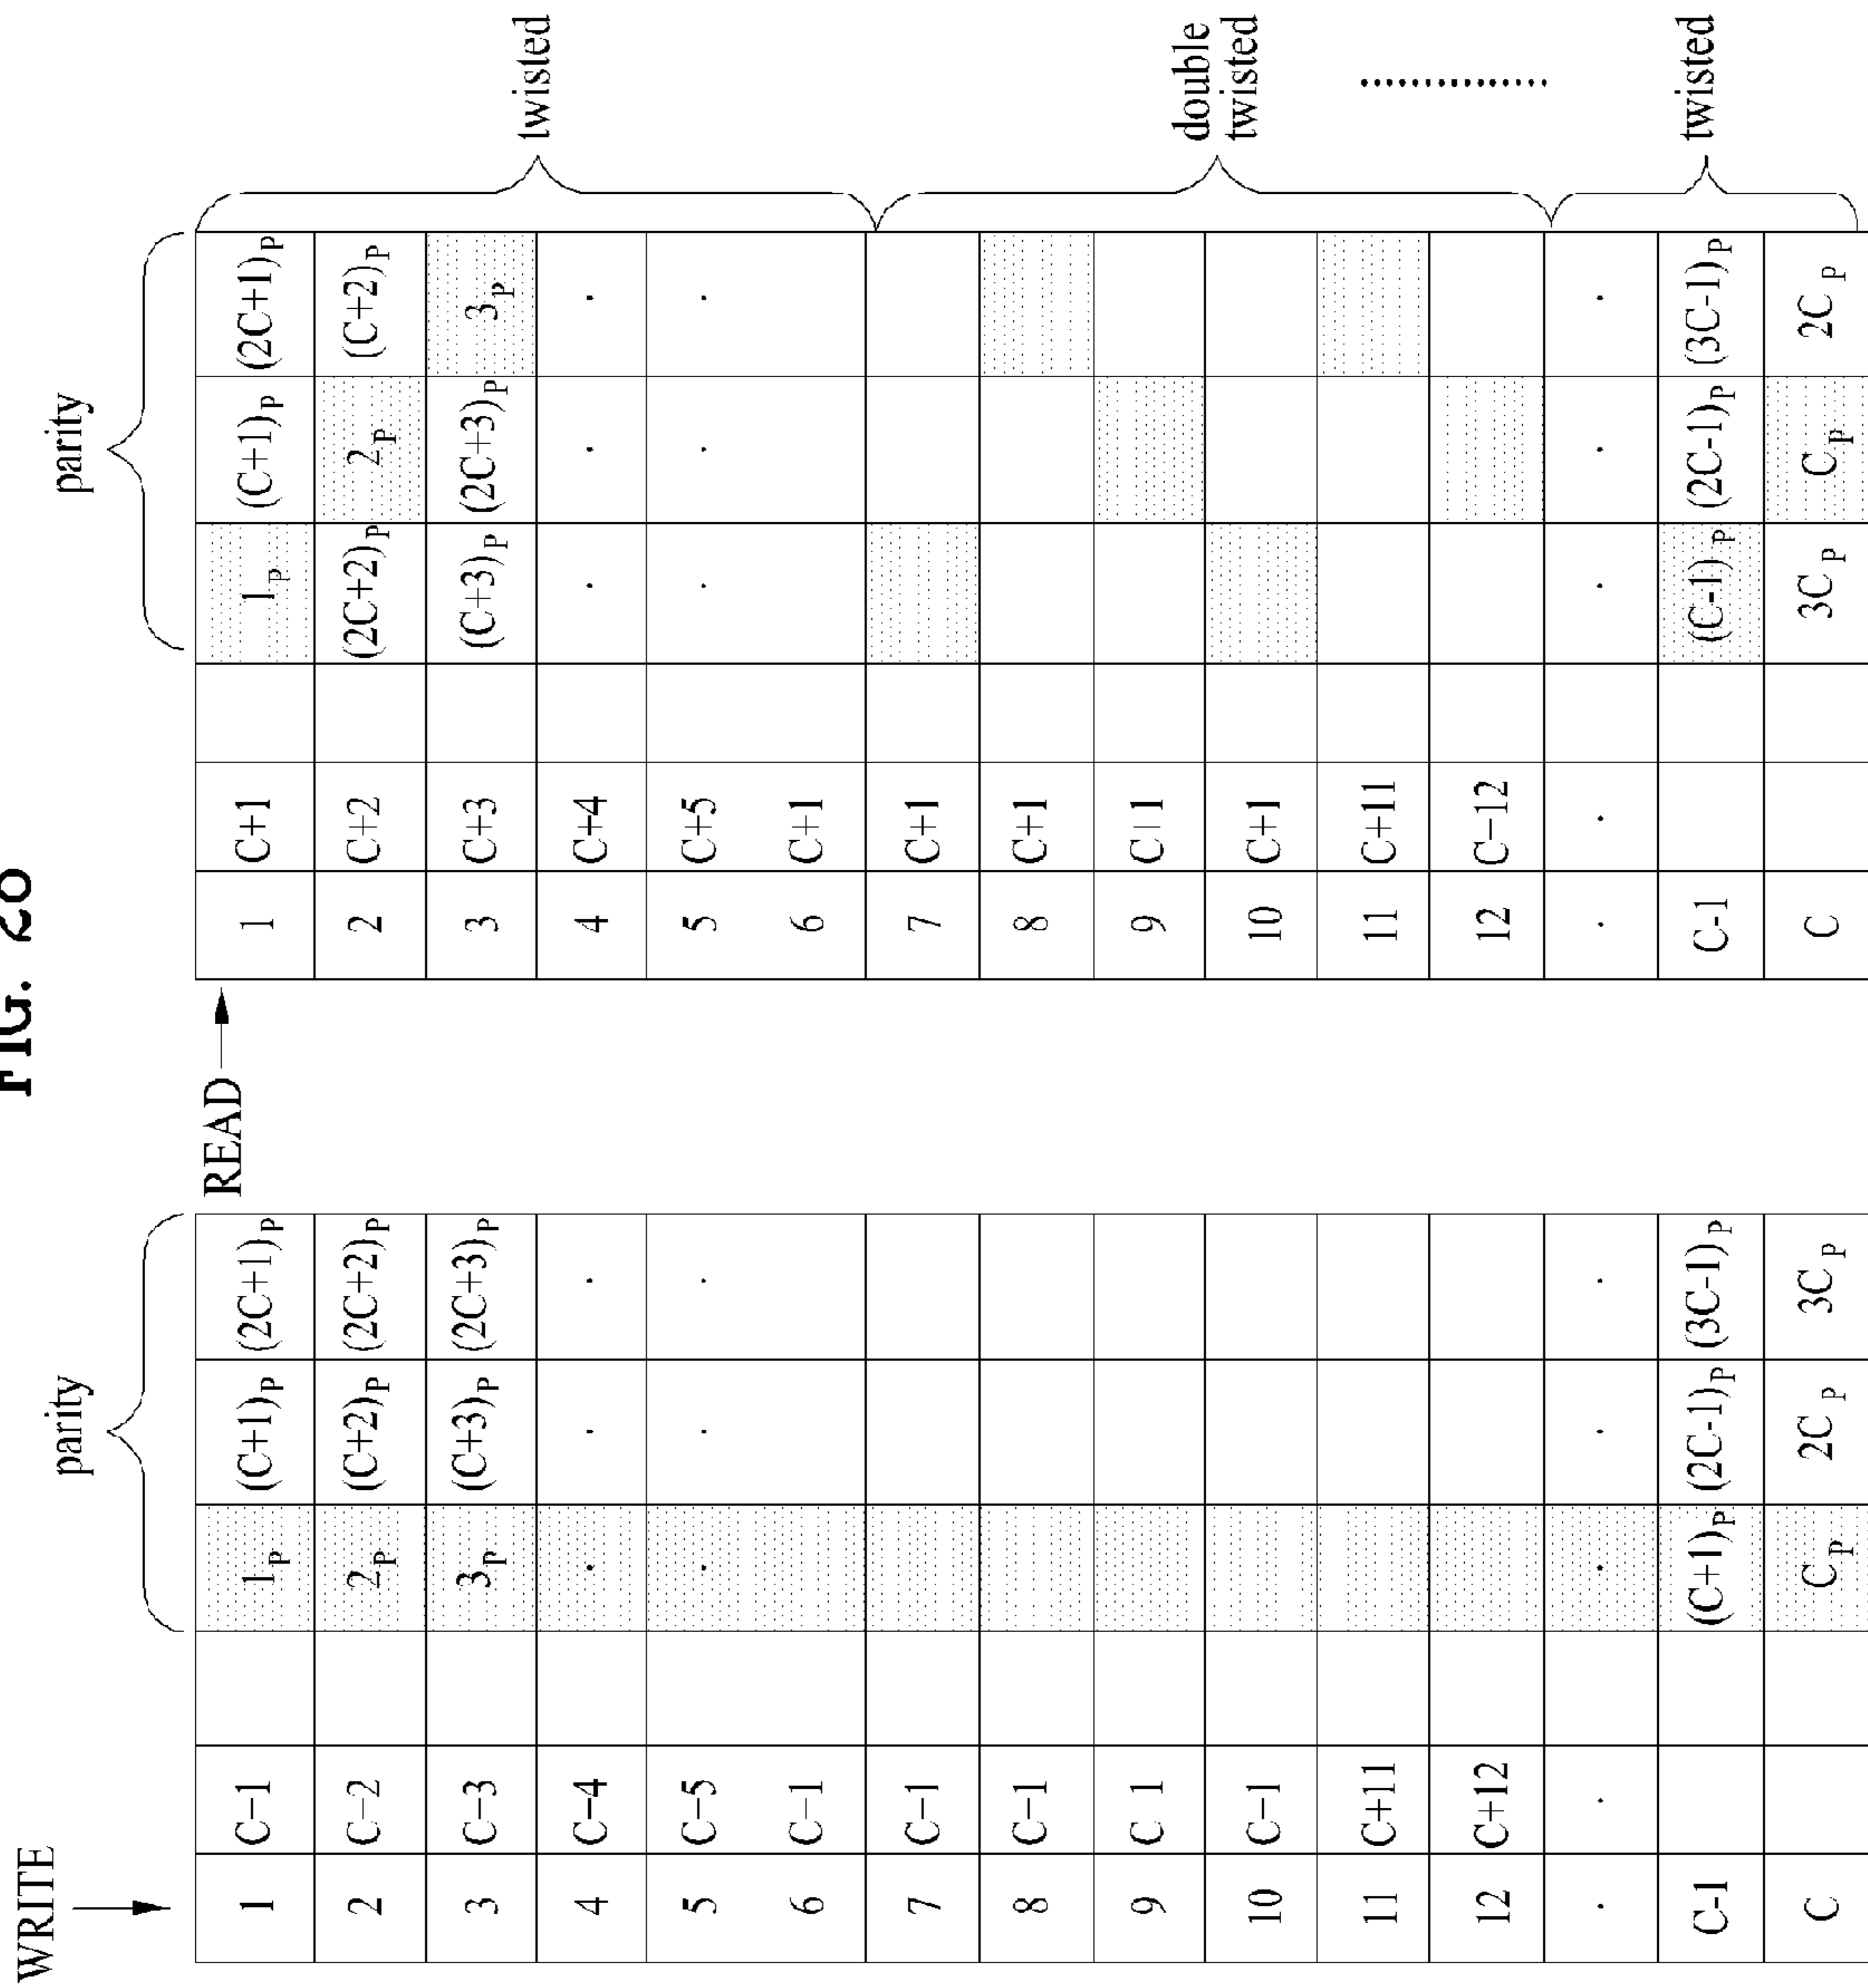 FIG. 26
WRITE
parity
1 C–1 1P (C+1)P (2C+1)P
2 C–2 2P (C+2)P (2C+2)P
3 C–3 3P (C+3)P (2C+3)P
4 C–4 . . .
5 C–5 . . .
6 C–1
7 C–1
8 C–1
9 C 1
10 C–1
11 C+11
12 C+12
. . . . .
C-1 (C+1)P (2C-1)P (3C-1)P
C CP 2CP 3CP
READ
parity
1 C+1 1P (C+1)P (2C+1)P
2 C+2 (2C+2)P 2P (C+2)P
3 C+3 (C+3)P (2C+3)P 3P
4 C+4 . . .
5 C+5 . . .
6 C+1
7 C+1
8 C+1
9 C+1
10 C+1
11 C+11
12 C–12
. . . . .
C-1 (C-1)P (2C-1)P (3C-1)P
C 3CP CP 2CP
twisted
double
twisted
twisted